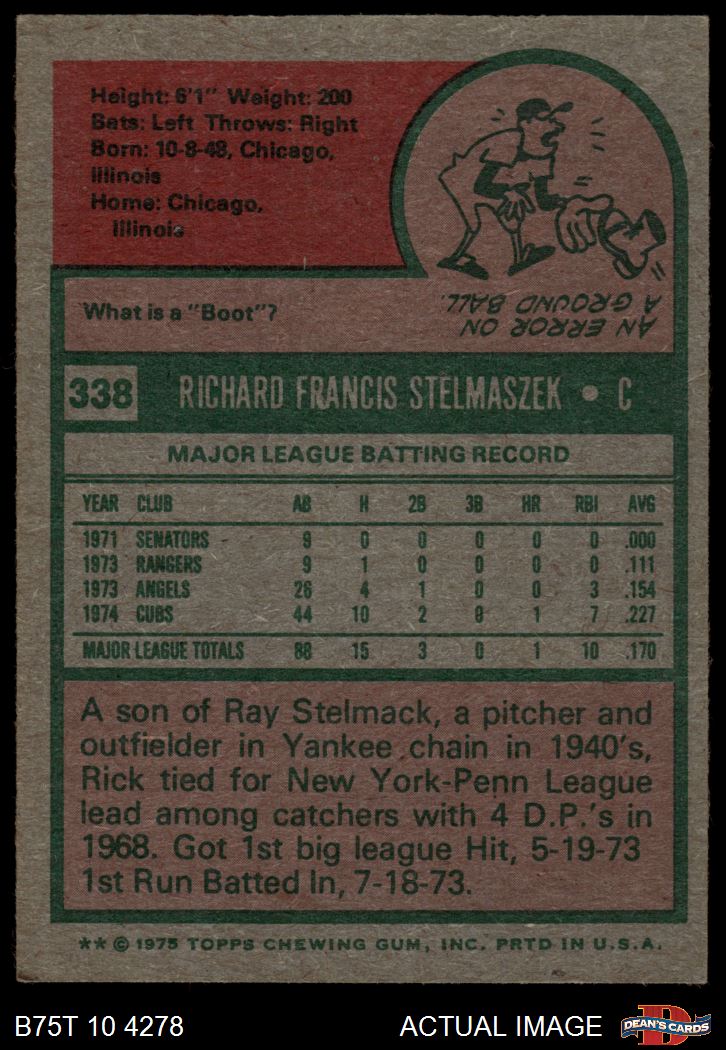 Height: 6'1" Weight: 200
Bats: Left Throws: Right
Born: 10-8-48, Chicago,
Illinois
Home: Chicago,
Illinois
What is a "Boot"?
AN ERROR ON
A GROUND BALL.
338 RICHARD FRANCIS STELMASZEK • C
MAJOR LEAGUE BATTING RECORD
YEAR CLUB AB H 2B 3B HR RBI AVG
1971 SENATORS 9 0 0 0 0 0 .000
1973 RANGERS 9 1 0 0 0 0 .111
1973 ANGELS 26 4 1 0 0 3 .154
1974 CUBS 44 10 2 0 1 7 .227
MAJOR LEAGUE TOTALS 88 15 3 0 1 10 .170
A son of Ray Stelmack, a pitcher and
outfielder in Yankee chain in 1940's,
Rick tied for New York-Penn League
lead among catchers with 4 D.P.'s in
1968. Got 1st big league Hit, 5-19-73
1st Run Batted In, 7-18-73.
** © 1975 TOPPS CHEWING GUM, INC. PRTD IN U.S.A.
B75T 10 4278 ACTUAL IMAGE D DEAN'S CARDS